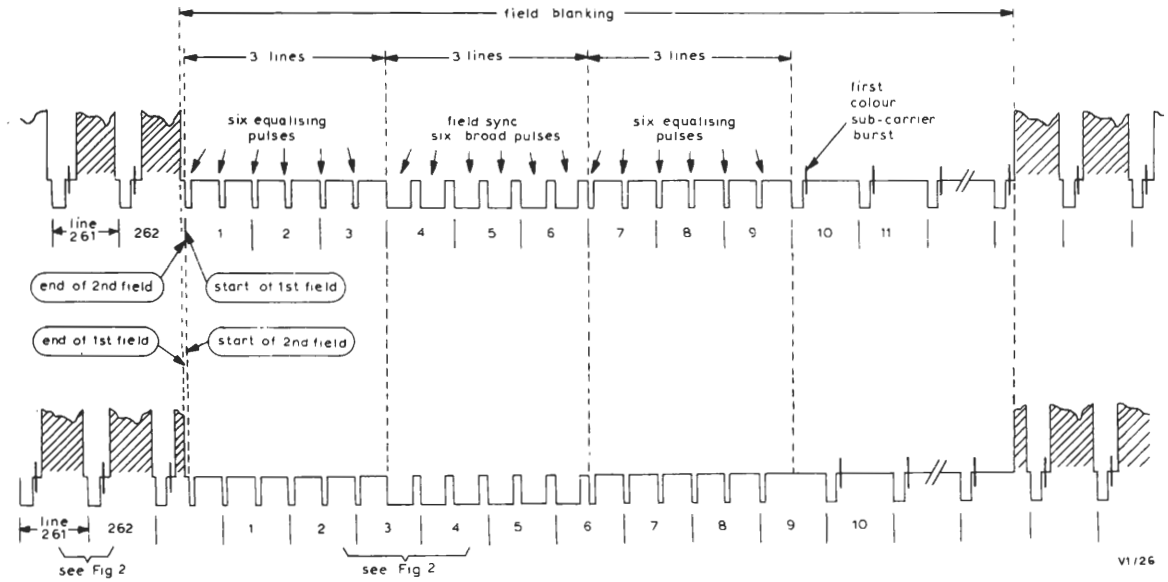 field blanking
3 lines 3 lines 3 lines
six equalising
pulses
field sync
six broad pulses
six equalising
pulses
first
colour
sub-carrier
burst
line
261 262 1 2 3 4 5 6 7 8 9 10 11
end of 2nd field start of 1st field
end of 1st field start of 2nd field
line
261 262 1 2 3 4 5 6 7 8 9 10
see Fig 2 see Fig 2
V1/26